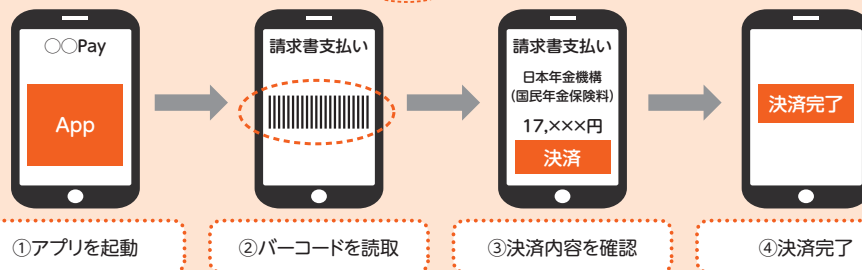 ○○Pay
App
請求書支払い
請求書支払い
日本年金機構
(国民年金保険料)
17,×××円
決済
決済完了
①アプリを起動
②バーコードを読取
③決済内容を確認
④決済完了